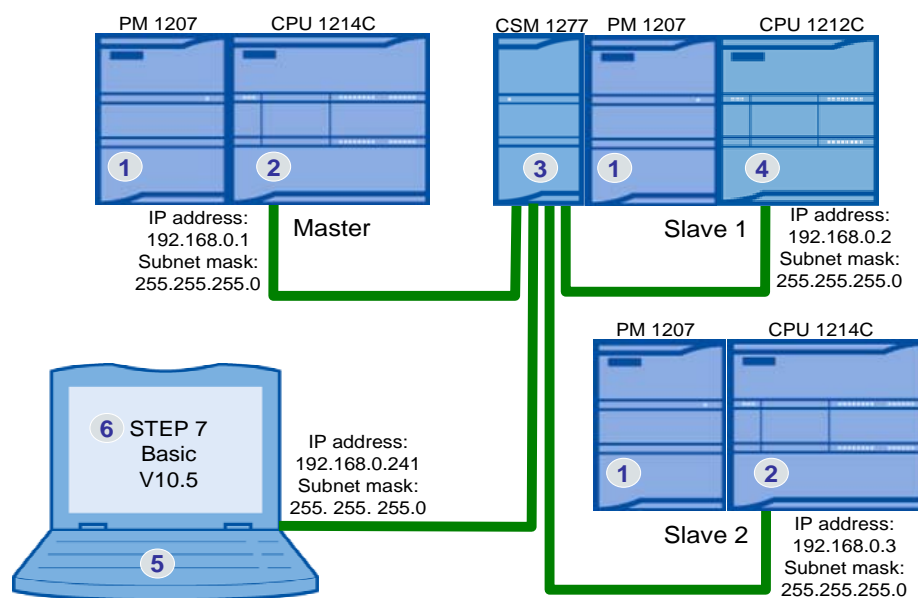 PM 1207
CPU 1214C
CSM 1277
PM 1207
CPU 1212C
1
2
3
1
4
IP address:
192.168.0.1
Subnet mask:
255.255.255.0
Master
Slave 1
IP address:
192.168.0.2
Subnet mask:
255.255.255.0
PM 1207
CPU 1214C
6
STEP 7
Basic
V10.5
IP address:
192.168.0.241
Subnet mask:
255. 255. 255.0
1
2
Slave 2
IP address:
192.168.0.3
Subnet mask:
255.255.255.0
5